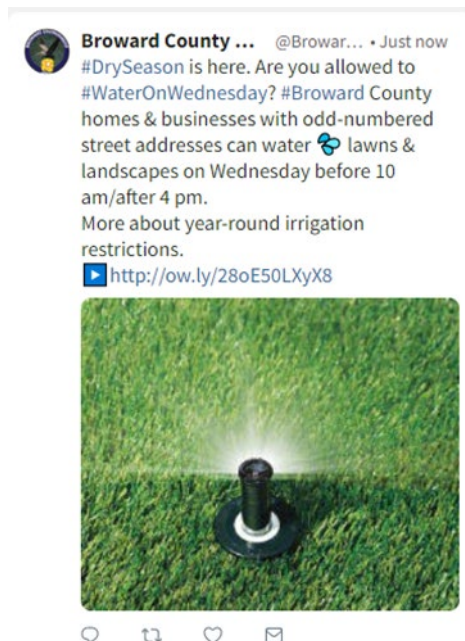 Broward County ... @Browar... • Just now
#DrySeason is here. Are you allowed to
#WaterOnWednesday? #Broward County
homes & businesses with odd-numbered
street addresses can water 💦 lawns &
landscapes on Wednesday before 10
am/after 4 pm.
More about year-round irrigation
restrictions.
▶️http://ow.ly/28oE50LXyX8